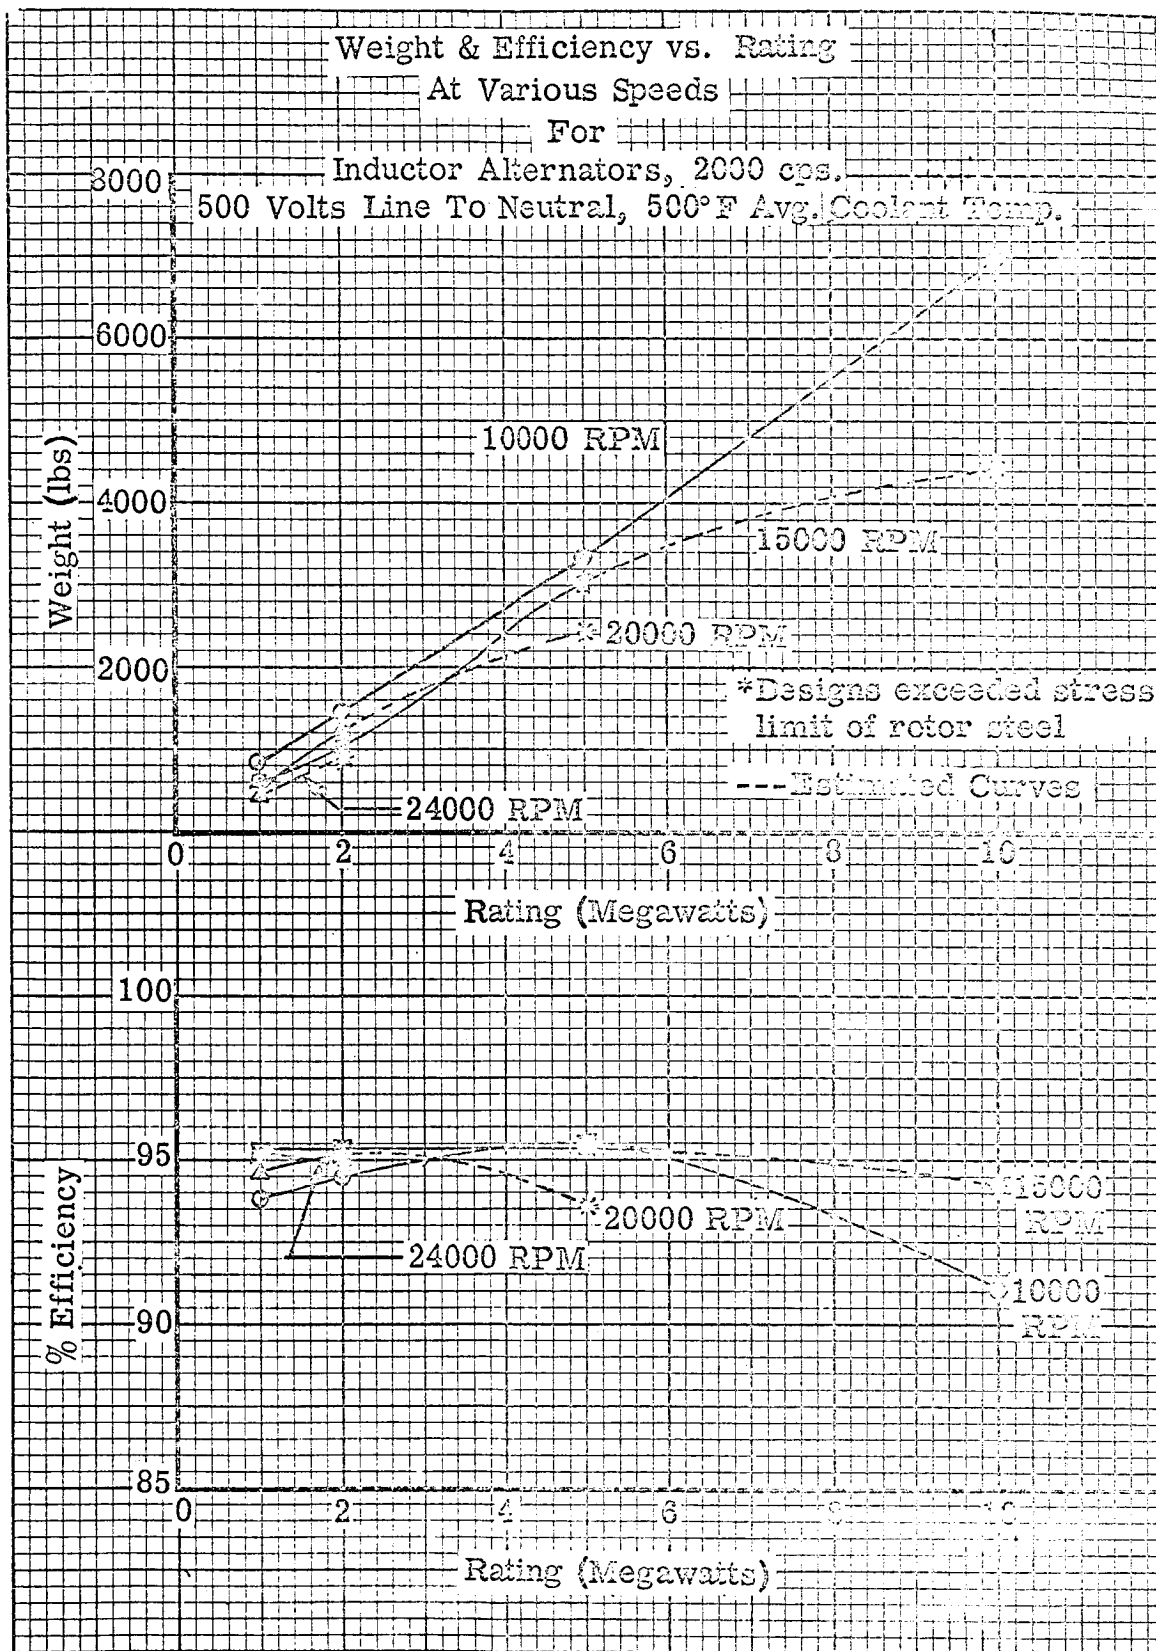 Weight & Efficiency vs. Rating
At Various Speeds
For
Inductor Alternators, 2000 cps.
500 Volts Line To Neutral, 500°F Avg. Coolant Temp.
8000
6000
4000
2000
Weight (lbs)
10000 RPM
15000 RPM
20000 RPM
*Designs exceeded stress
limit of rotor steel
---Estimated Curves
24000 RPM
0 2 4 6 8 10
Rating (Megawatts)
100
95
90
85
% Efficiency
15000
RPM
20000 RPM
24000 RPM
10000
RPM
0 2 4 6 8 10
Rating (Megawatts)